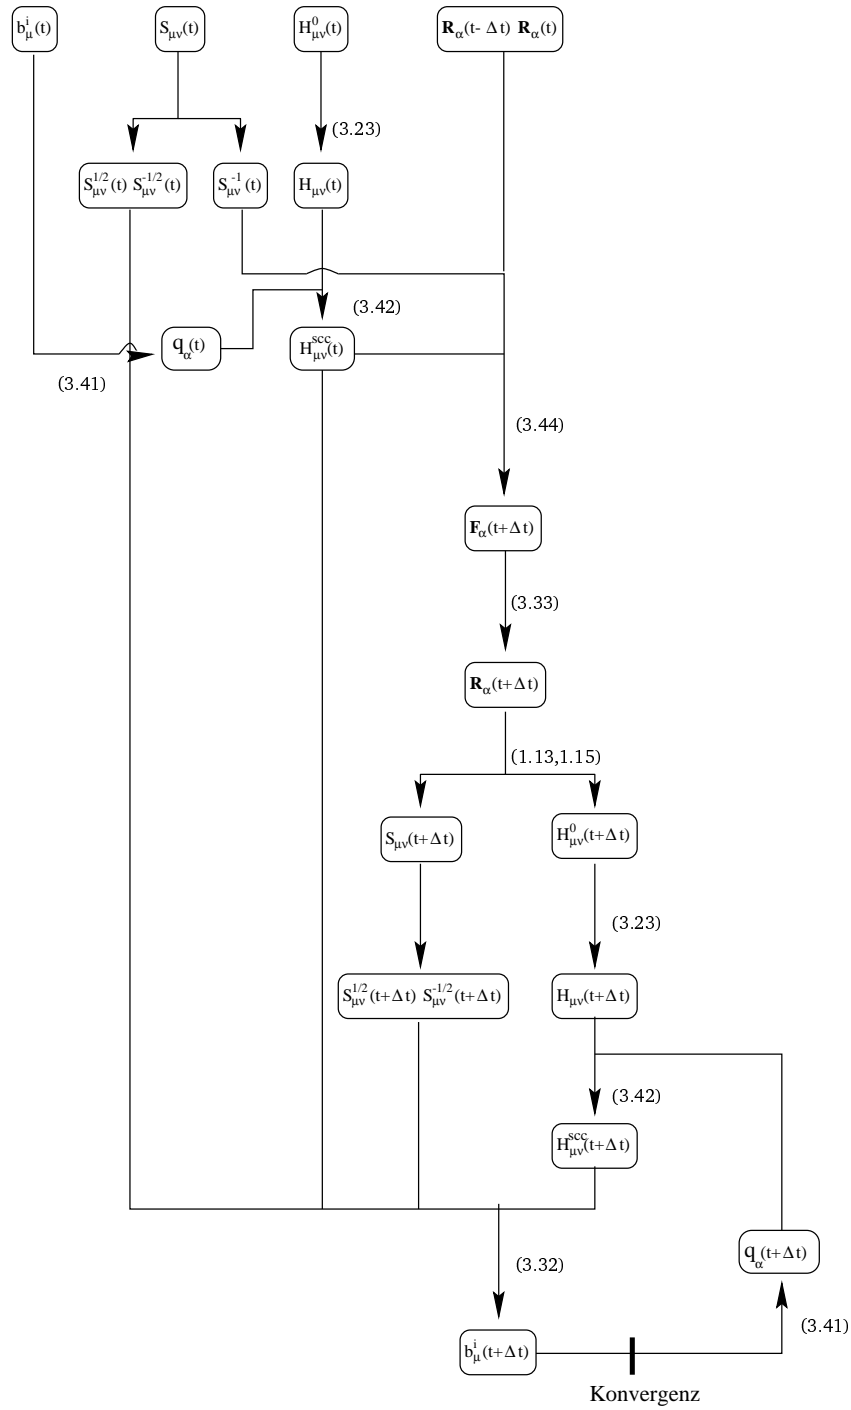 b^i_μ(t) S_μν(t) H^0_μν(t) R_α(t- Δt) R_α(t)
(3.23)
S^1/2_μν(t) S^-1/2_μν(t) S^-1_μν(t) H_μν(t)
(3.42)
q_α(t) H^scc_μν(t)
(3.41)
(3.44)
F_α(t+Δt)
(3.33)
R_α(t+Δt)
(1.13,1.15)
S_μν(t+Δt) H^0_μν(t+Δt)
(3.23)
S^1/2_μν(t+Δt) S^-1/2_μν(t+Δt) H_μν(t+Δt)
(3.42)
H^scc_μν(t+Δt)
q_α(t+Δt)
(3.32)
(3.41)
b^i_μ(t+Δt)
Konvergenz